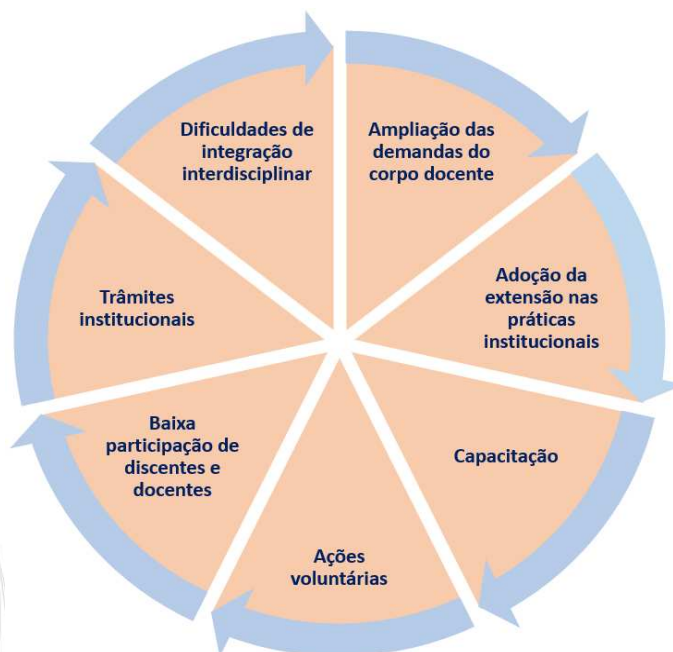 Dificuldades de
integração
interdisciplinar
Ampliação das
demandas do
corpo docente
Adoção da
extensão nas
práticas
institucionais
Capacitação
Ações
voluntárias
Baixa
participação de
discentes e
docentes
Trâmites
institucionais